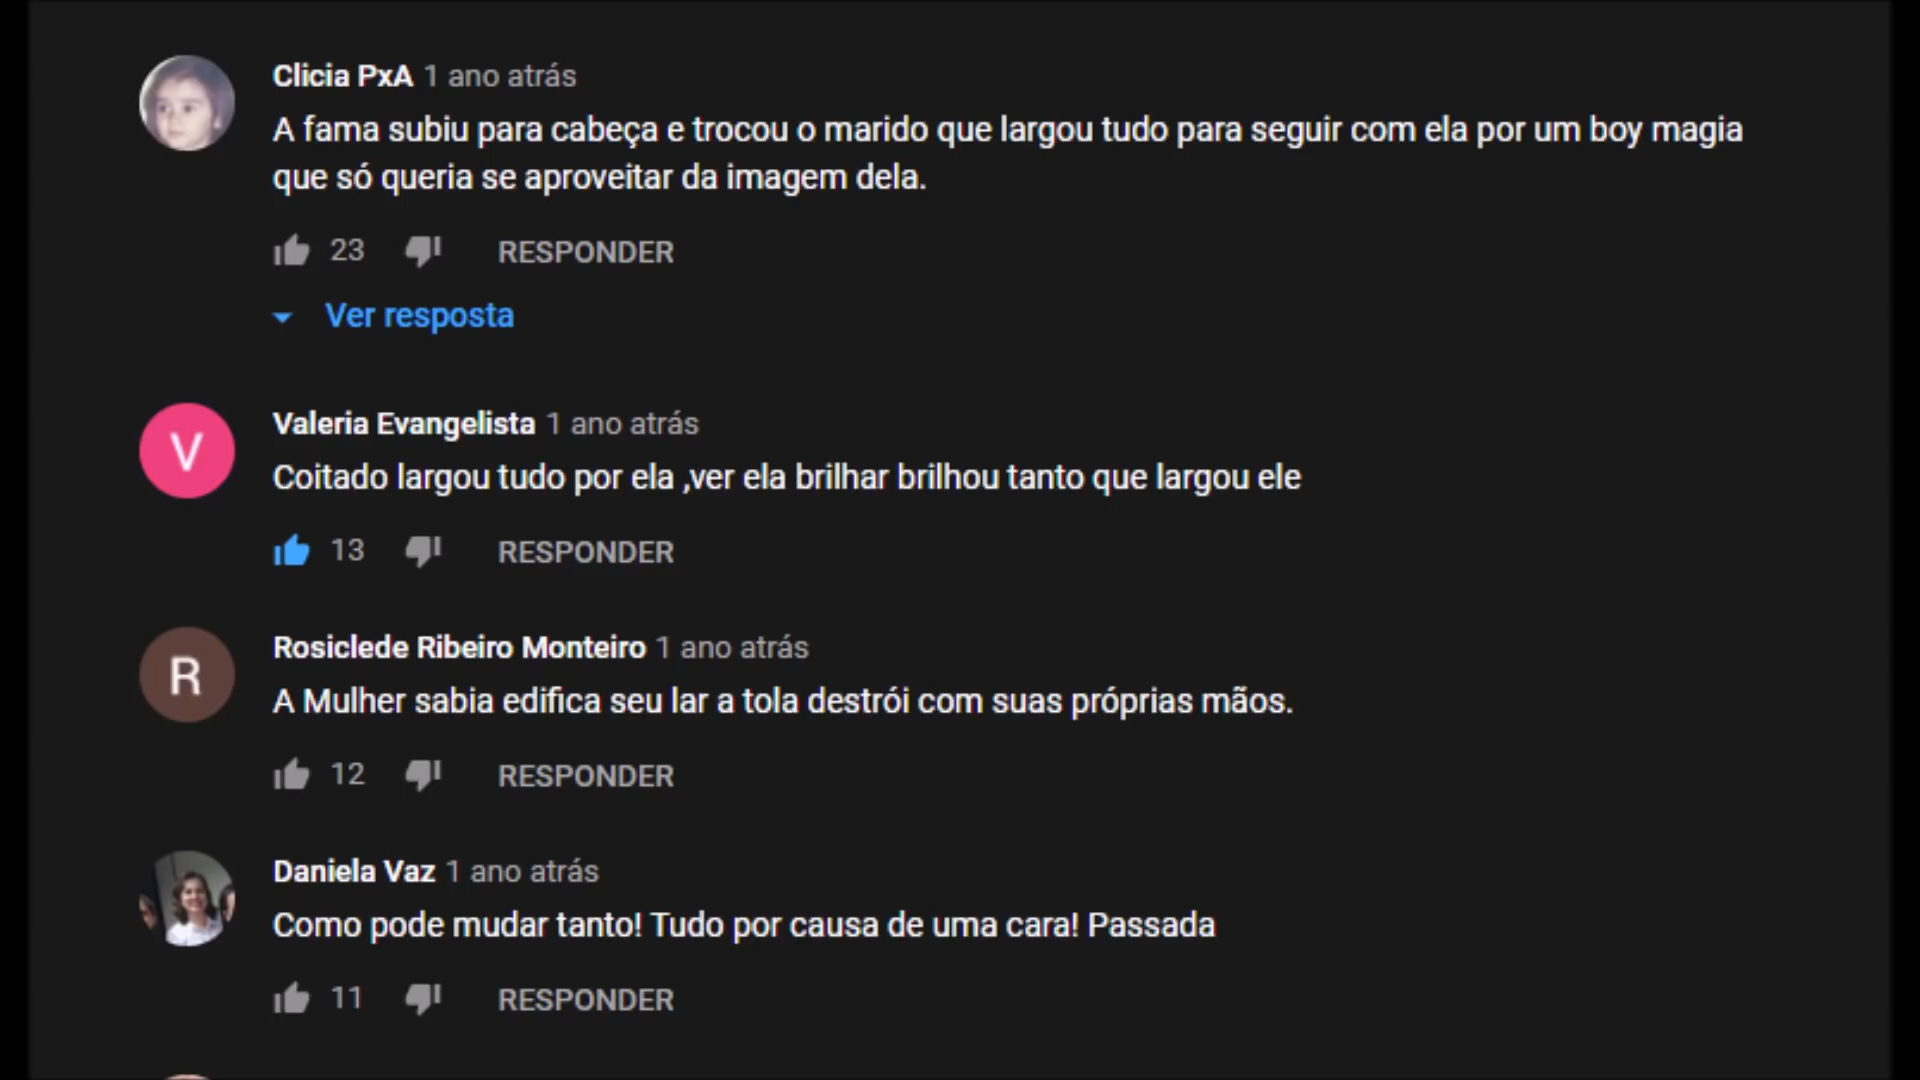 Clicia PxA 1 ano atrás
A fama subiu para cabeça e trocou o marido que largou tudo para seguir com ela por um boy magia
que só queria se aproveitar da imagem dela.
23 RESPONDER
Ver resposta
V
Valeria Evangelista 1 ano atrás
Coitado largou tudo por ela ,ver ela brilhar brilhou tanto que largou ele
13 RESPONDER
R
Rosiclede Ribeiro Monteiro 1 ano atrás
A Mulher sabia edifica seu lar a tola destrói com suas próprias mãos.
12 RESPONDER
Daniela Vaz 1 ano atrás
Como pode mudar tanto! Tudo por causa de uma cara! Passada
11 RESPONDER